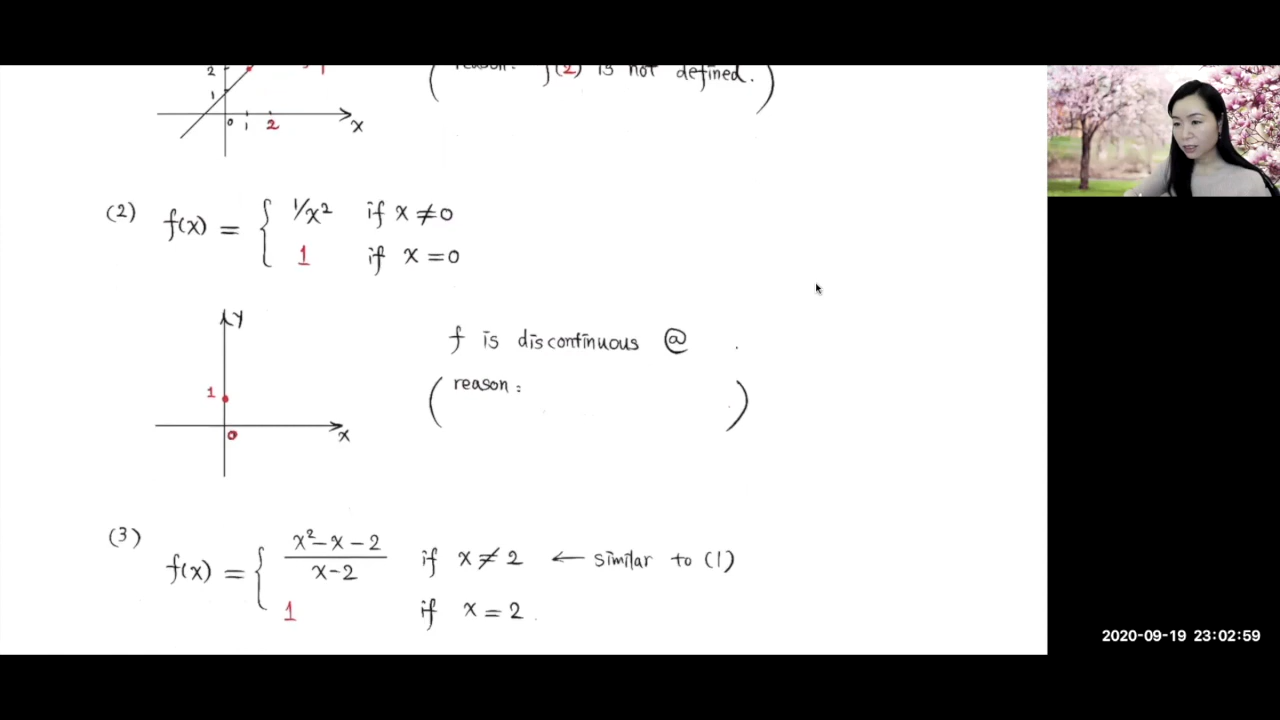 2
1
0 1 2 x
(reason: f(2) is not defined.)
(2) f(x) = { 1/x² if x ≠ 0
1 if x = 0
y
f is discontinuous @ .
1
(reason: .)
0 x
(3) f(x) = { x² - x - 2 / x - 2 if x ≠ 2 ← similar to (1)
1 if x = 2 .
2020-09-19 23:02:59